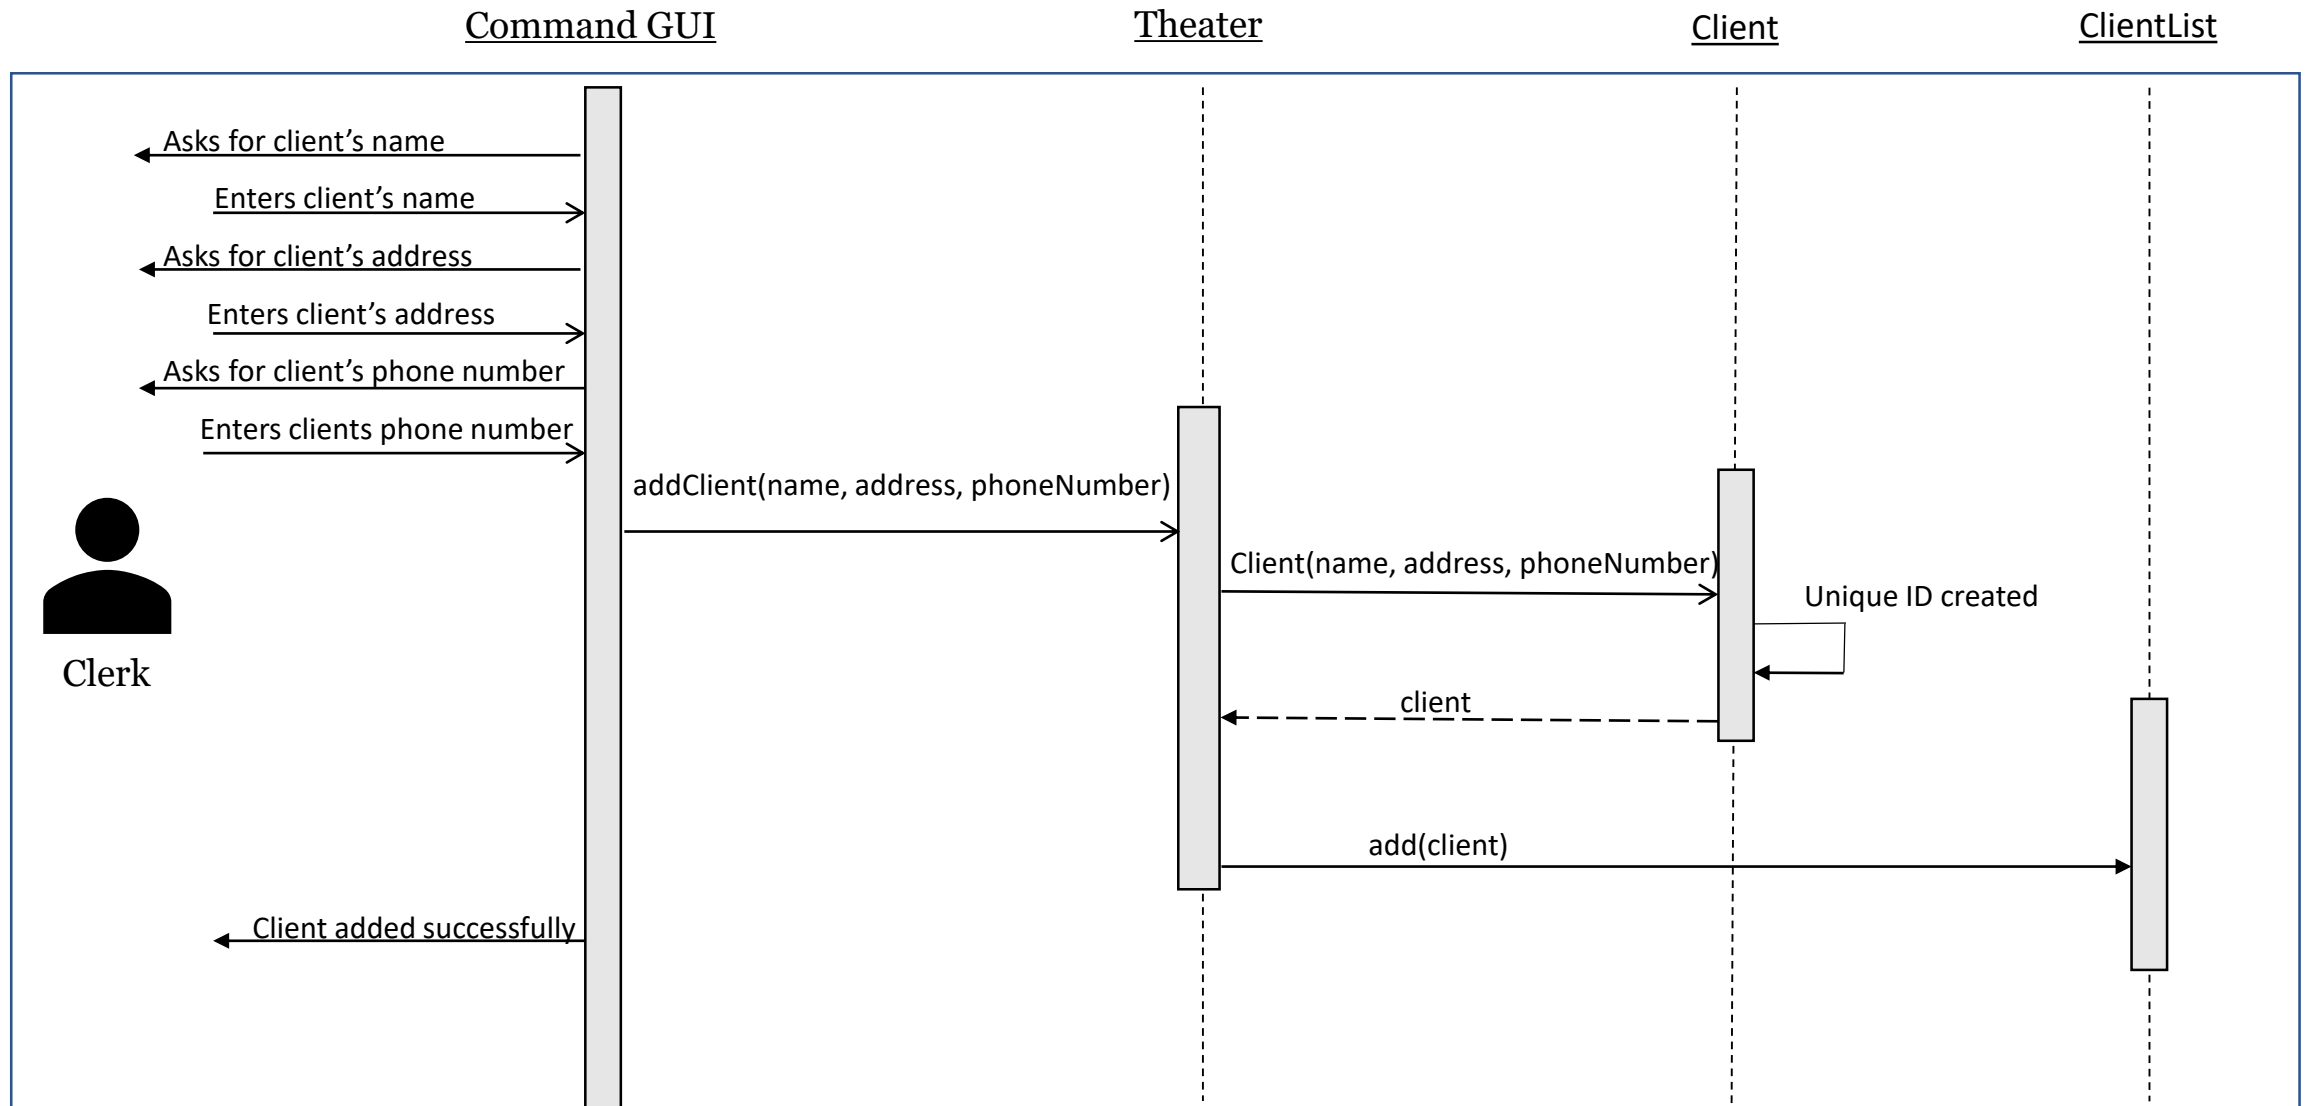 Command GUI
Theater
Client
ClientList
Asks for client’s name
Enters client’s name
Asks for client’s address
Enters client’s address
Asks for client’s phone number
Enters clients phone number
addClient(name, address, phoneNumber)
Client(name, address, phoneNumber)
Unique ID created
Clerk
client
add(client)
Client added successfully